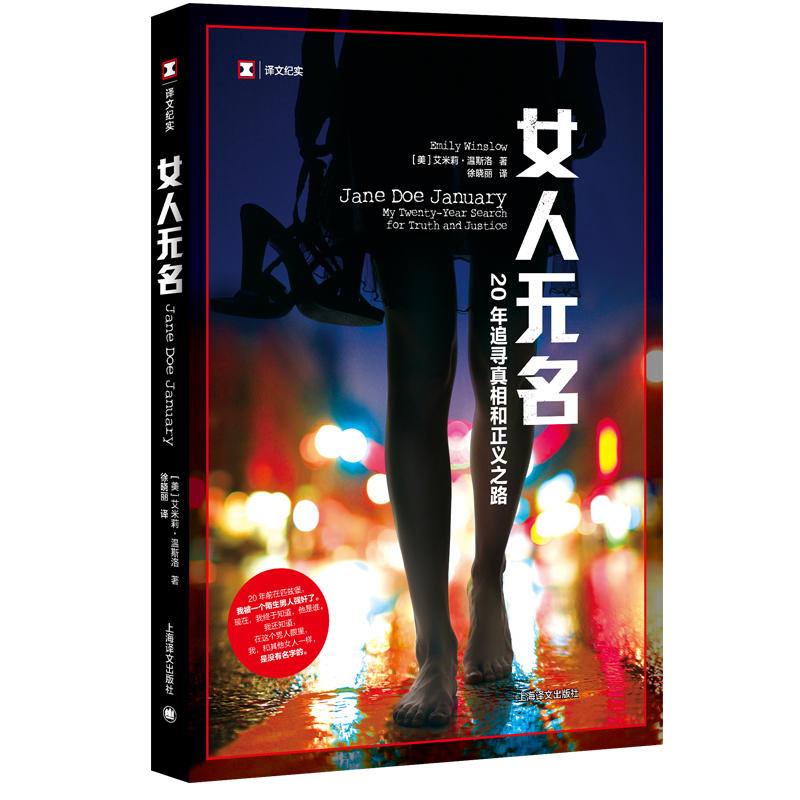 译文纪实
女人无名
Jane Doe January
[美]艾米莉·温斯洛 著
徐晓丽 译
上海译文出版社
译文纪实
Emily Winslow
[美]艾米莉·温斯洛 著
徐晓丽 译
Jane Doe January
My Twenty-Year Search
for Truth and Justice
女人无名
20年追寻真相和正义之路
20年前在匹兹堡，
我被一个陌生男人强奸了。
现在，我终于知道，他是谁。
我还知道，
在这个男人眼里，
我，和其他女人一样，
是没有名字的。
上海译文出版社